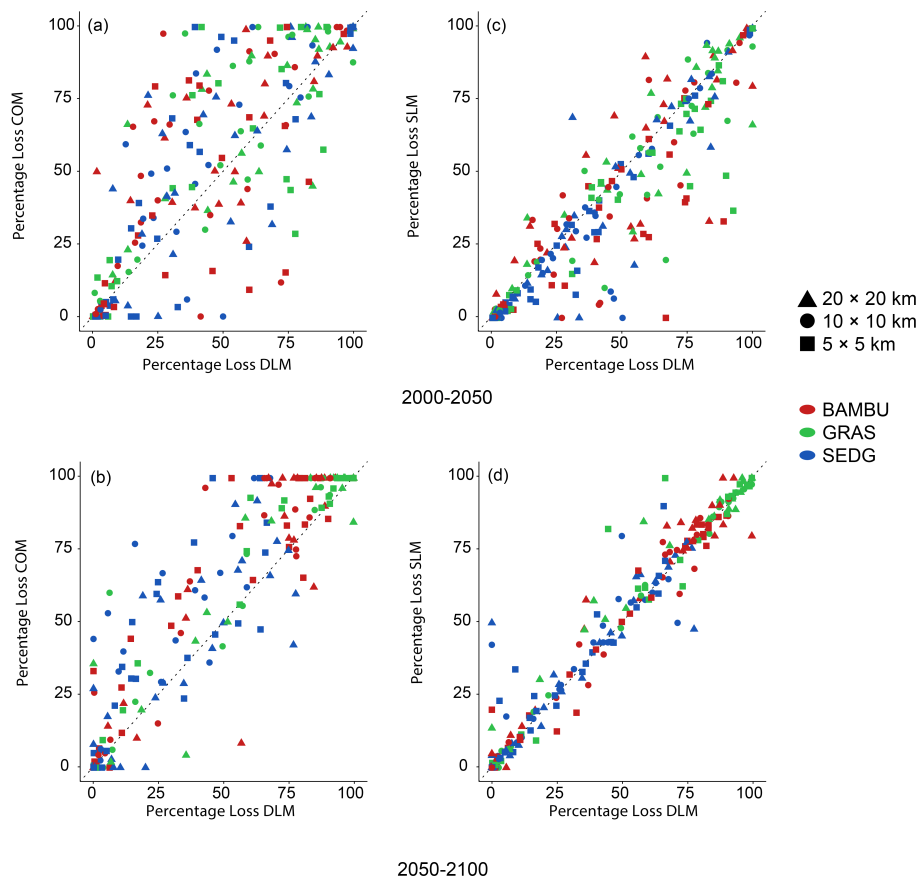 (a)
100
75
50
25
0
Percentage Loss COM
0 25 50 75 100
Percentage Loss DLM
(c)
100
75
50
25
0
Percentage Loss SLM
0 25 50 75 100
Percentage Loss DLM
2000-2050
20 × 20 km
10 × 10 km
5 × 5 km
BAMBU
GRAS
SEDG
(b)
100
75
50
25
0
Percentage Loss COM
0 25 50 75 100
Percentage Loss DLM
(d)
100
75
50
25
0
Percentage Loss SLM
0 25 50 75 100
Percentage Loss DLM
2050-2100